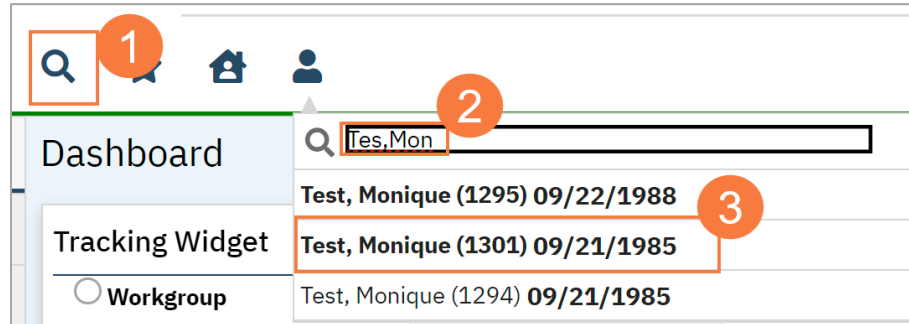 1
2
Dashboard
Tes,Mon
Test, Monique (1295) 09/22/1988
3
Tracking Widget
Test, Monique (1301) 09/21/1985
Workgroup
Test, Monique (1294) 09/21/1985